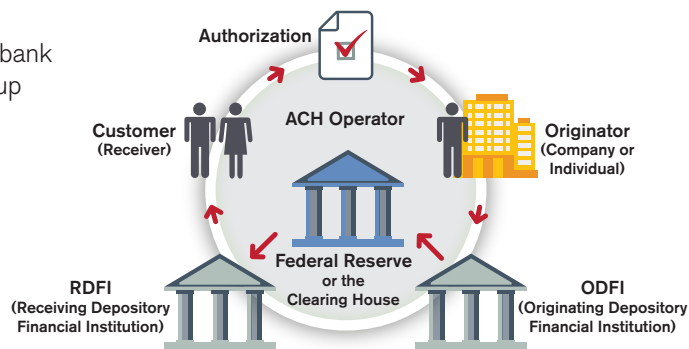 bank
up
Authorization
ACH Operator
Customer
(Receiver)
Originator
(Company or
Individual)
Federal Reserve
or the
Clearing House
RDFI
(Receiving Depository
Financial Institution)
ODFI
(Originating Depository
Financial Institution)